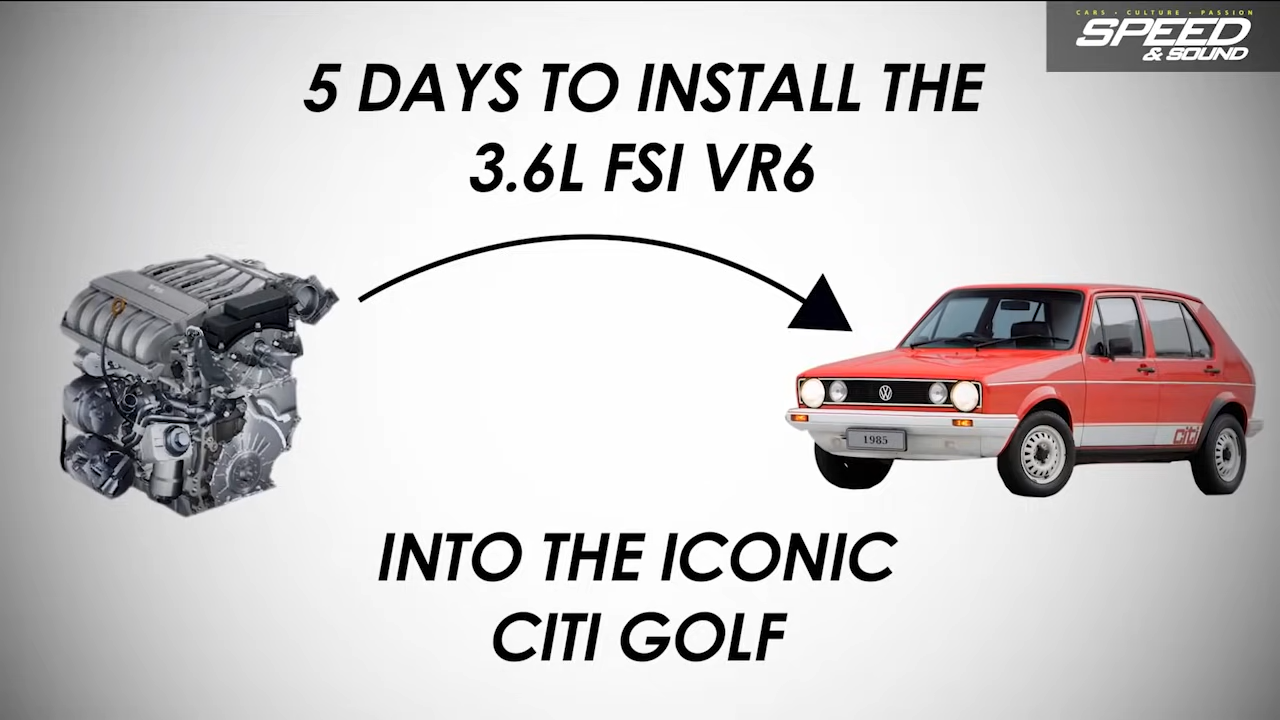 CARS • CULTURE • PASSION
SPEED
& SOUND
5 DAYS TO INSTALL THE
3.6L FSI VR6
1985
citi
INTO THE ICONIC
CITI GOLF